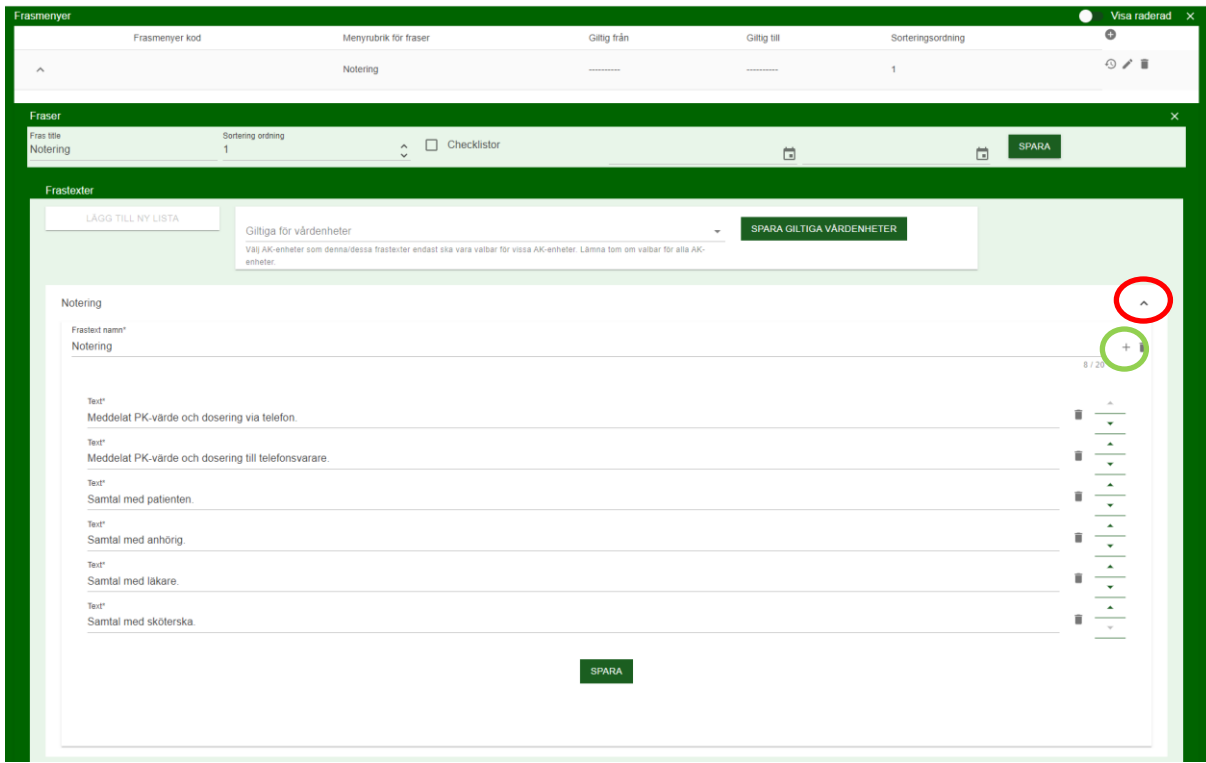 Frasmenyer
Visa raderad
Frasmenyer kod Menyrubrik för fraser Giltig från Giltig till Sorteringsordning
Notering ---------- ---------- 1
Fraser
Fras title Sortering ordning
Notering 1 Checklistor SPARA
Frastexter
LÄGG TILL NY LISTA
Giltiga för vårdenheter SPARA GILTIGA VÅRDENHETER
Välj AK-enheter som denna/dessa frastexter endast ska vara valbar för vissa AK-enheter. Lämna tom om valbar för alla AK-
enheter.
Notering
Frastext namn*
Notering
8 / 20
Text*
Meddelat PK-värde och dosering via telefon.
Text*
Meddelat PK-värde och dosering till telefonsvarare.
Text*
Samtal med patienten.
Text*
Samtal med anhörig.
Text*
Samtal med läkare.
Text*
Samtal med sköterska.
SPARA